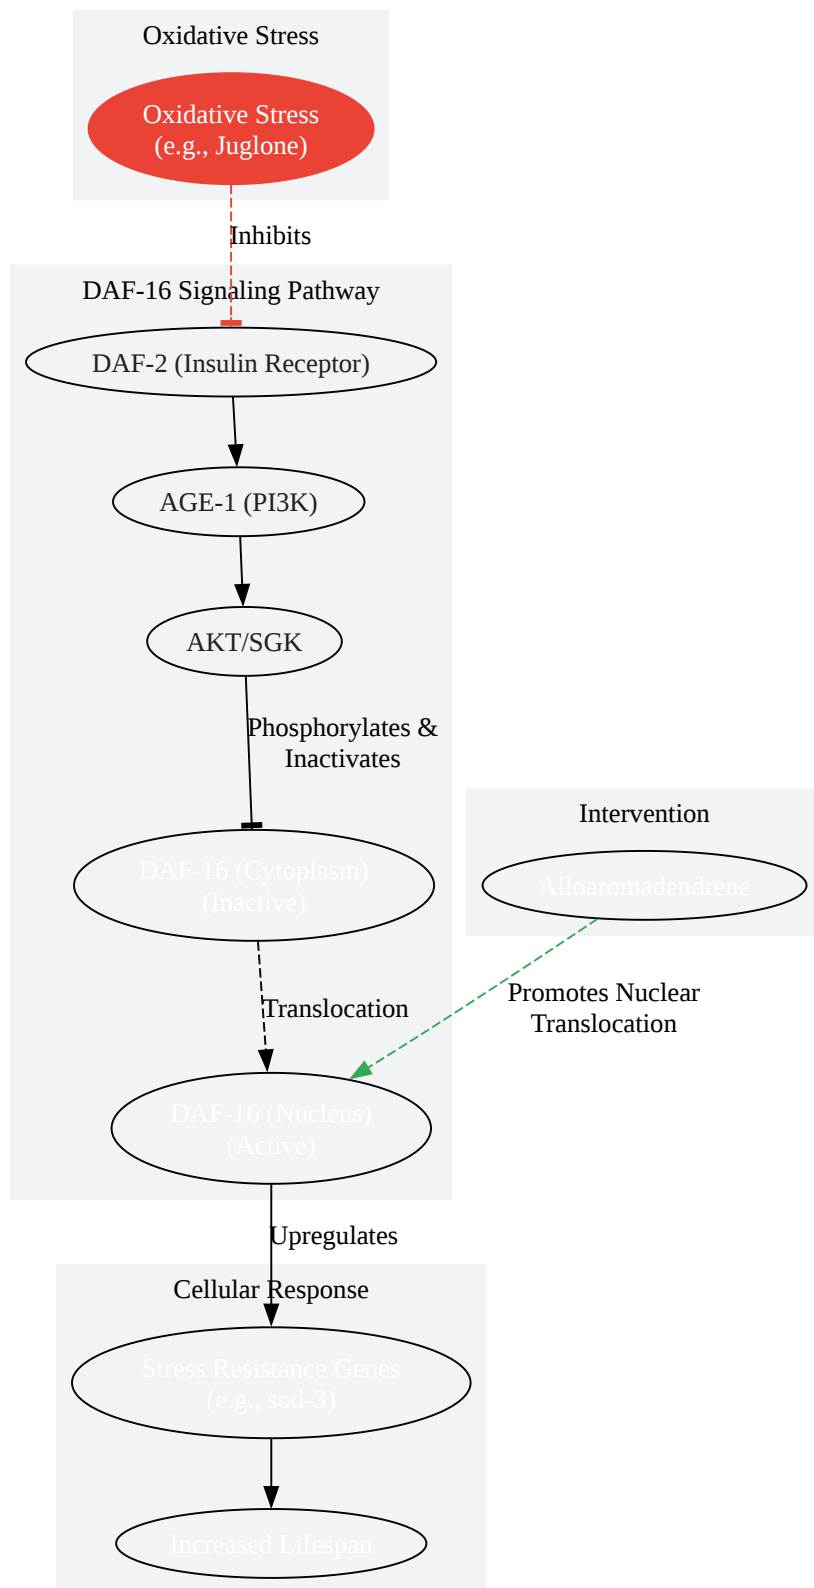 Oxidative Stress
Oxidative Stress
(e.g., Juglone)
Inhibits
DAF-16 Signaling Pathway
DAF-2 (Insulin Receptor)
AGE-1 (PI3K)
AKT/SGK
Phosphorylates &
Inactivates
Intervention
DAF-16 (Cytoplasm)
(Inactive)
Alloaromadendrene
Translocation
Promotes Nuclear
Translocation
DAF-16 (Nucleus)
(Active)
Upregulates
Cellular Response
Stress Resistance Genes
(e.g., sod-3)
Increased Lifespan